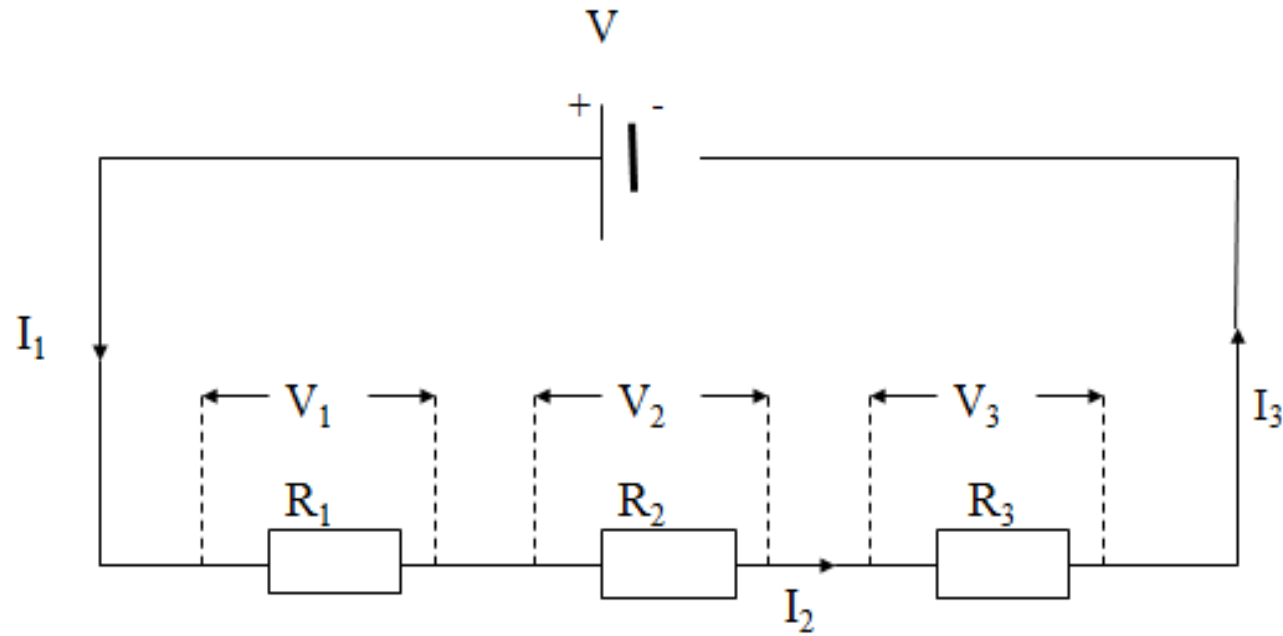 V
+ -
I₁
V₁ V₂ V₃
I₃
R₁ R₂ R₃
I₂